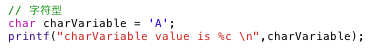 // 字符型
char charVariable = 'A';
printf("charVariable value is %c \n",charVariable);